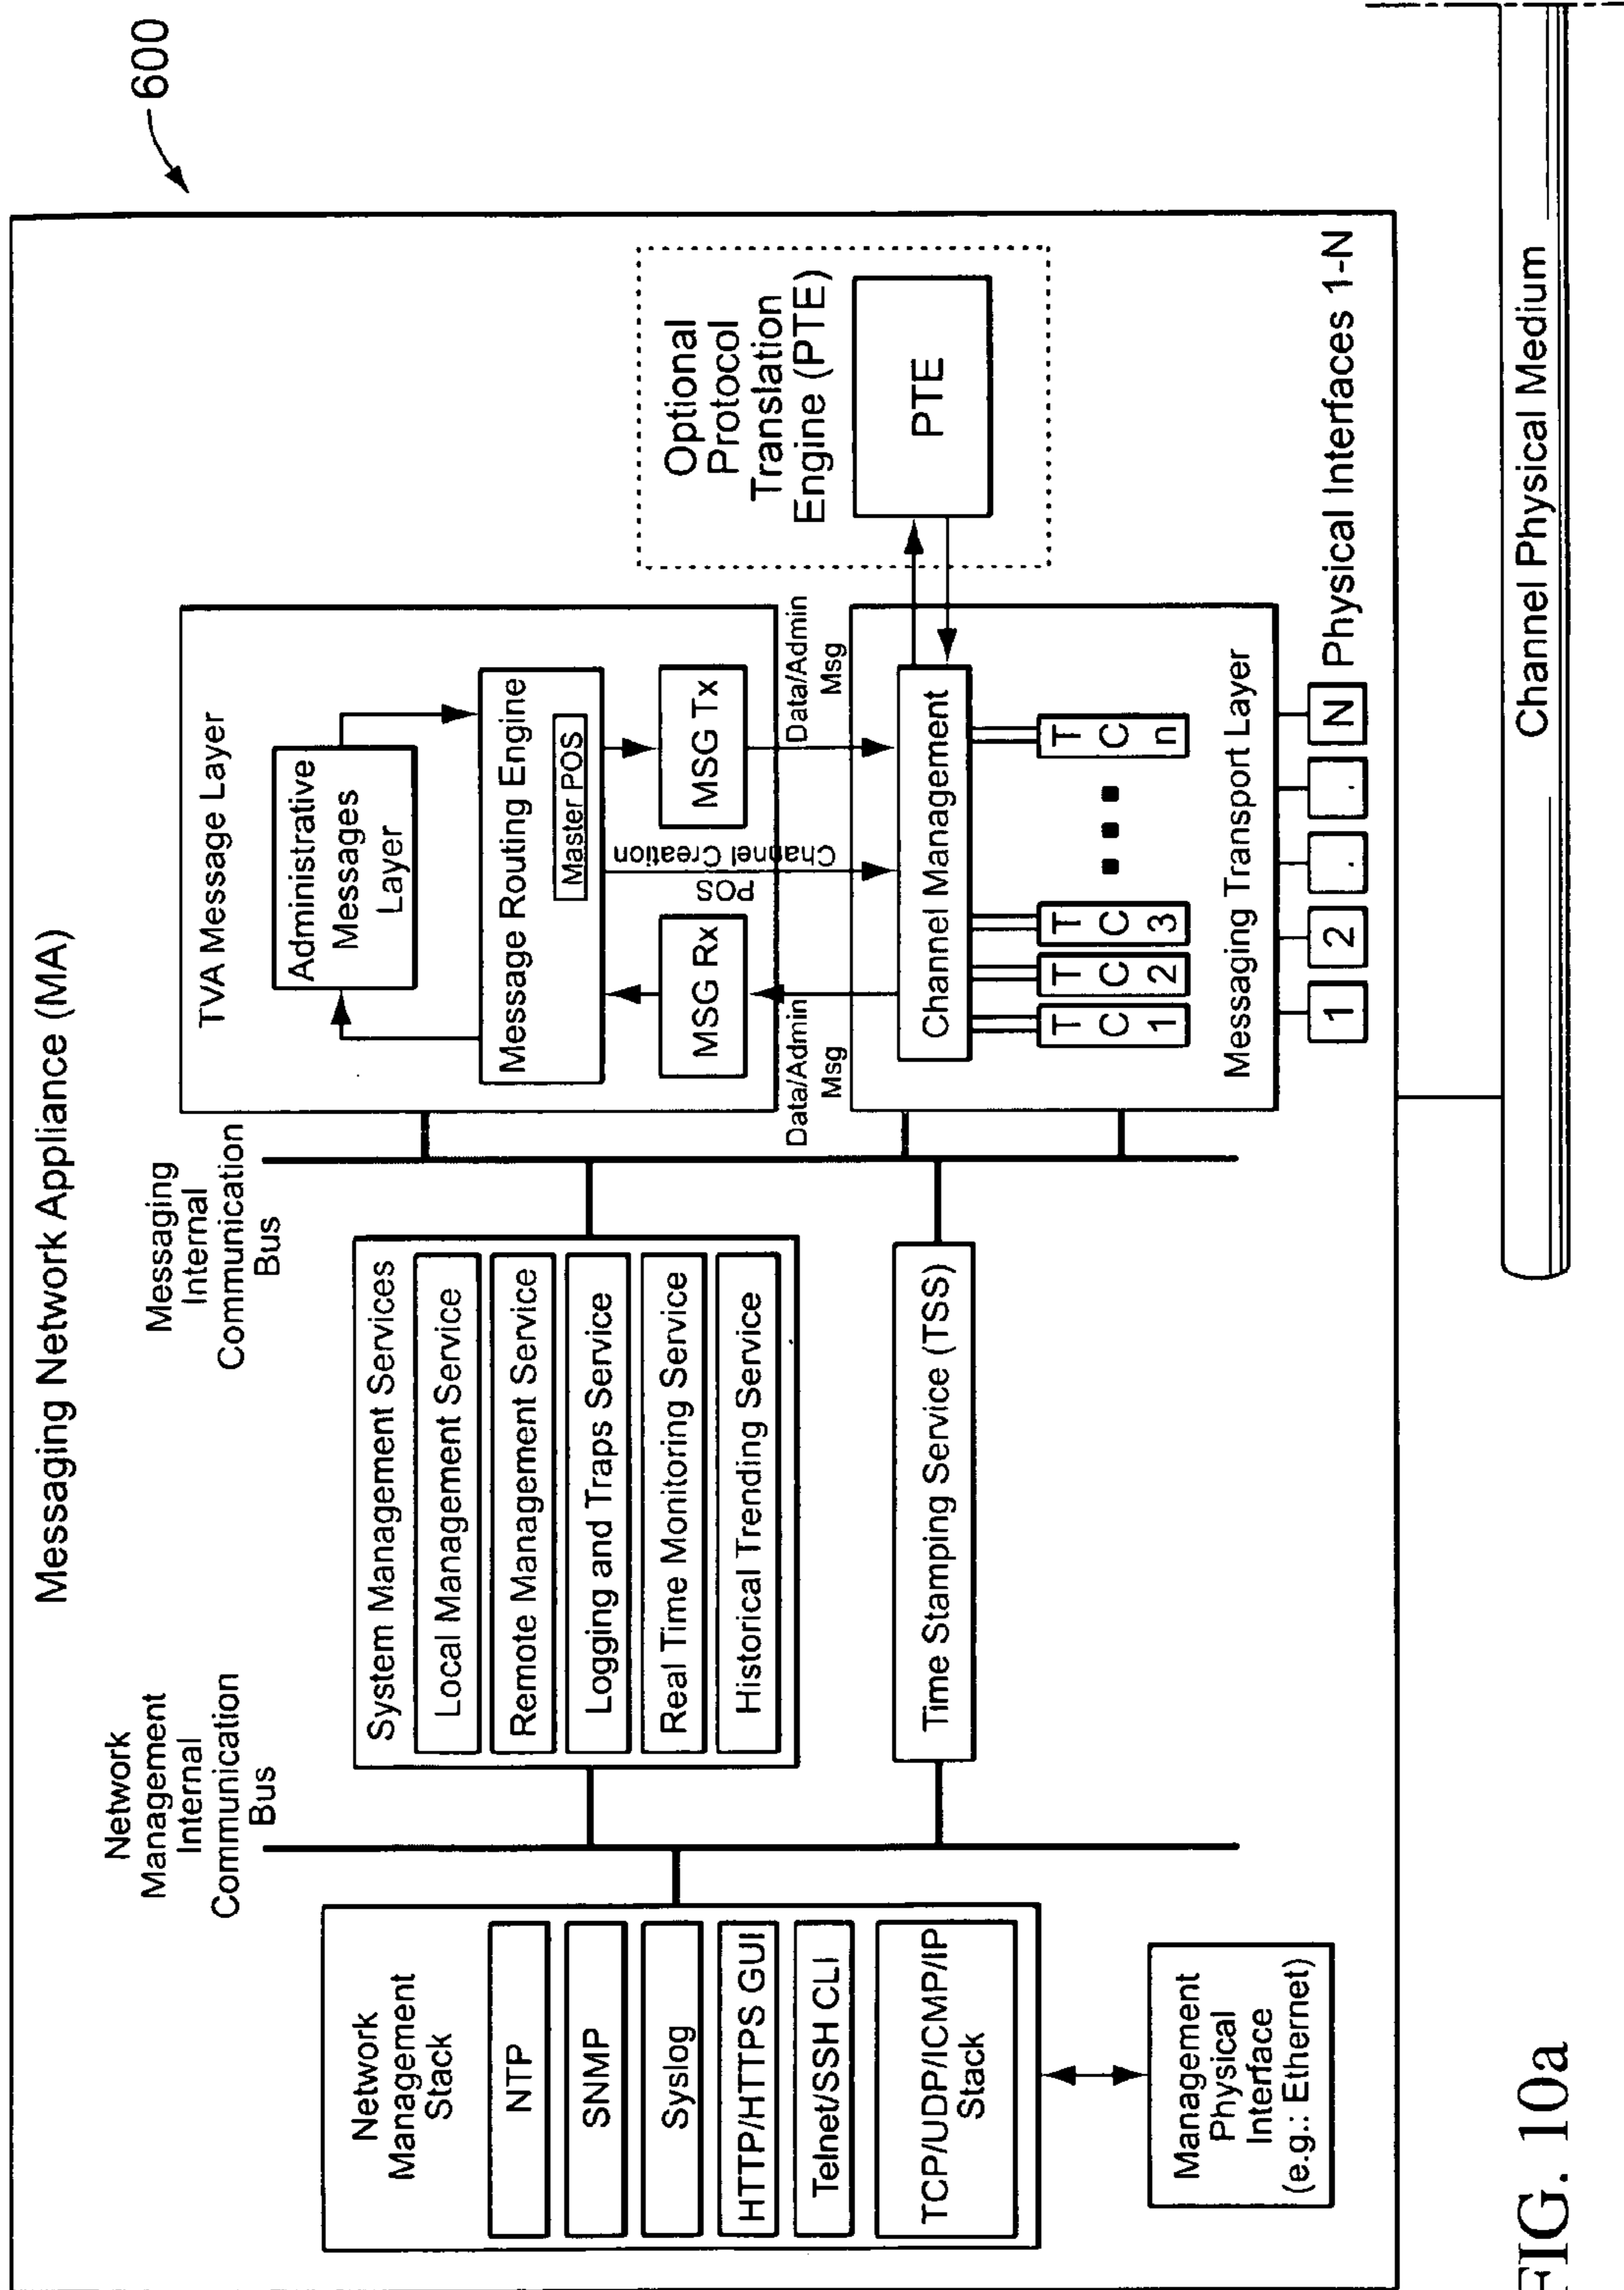 Messaging Network Appliance (MA)
600
Network
Management
Internal
Communication
Bus
Messaging
Internal
Communication
Bus
Network
Management
Stack
NTP
SNMP
Syslog
HTTP/HTTPS GUI
Telnet/SSH CLI
TCP/UDP/ICMP/IP
Stack
Management
Physical
Interface
(e.g.: Ethernet)
System Management Services
Local Management Service
Remote Management Service
Logging and Traps Service
Real Time Monitoring Service
Historical Trending Service
Time Stamping Service (TSS)
TVA Message Layer
Administrative
Messages
Layer
Message Routing Engine
Master POS
MSG Rx
MSG Tx
POS
Channel Creation
Data/Admin
Msg
Data/Admin
Msg
Channel Management
T
C
1
T
C
2
T
C
3
T
C
n
Messaging Transport Layer
Optional
Protocol
Translation
Engine (PTE)
PTE
1
2
.
.
N
Physical Interfaces 1-N
Channel Physical Medium
FIG. 10a